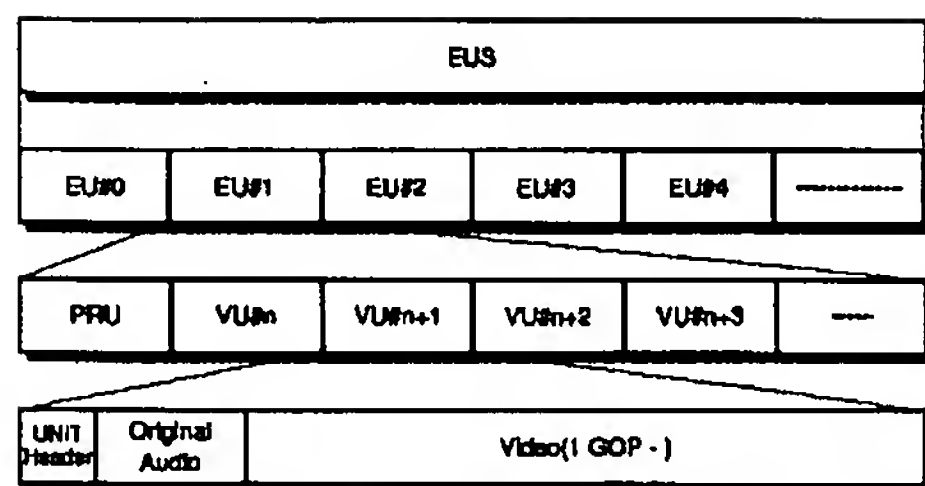 EUS
EU#0 EU#1 EU#2 EU#3 EU#4
PRU VU#n VU#n+1 VU#n+2 VU#n+3
UNIT Header Original Audio Video(1 GOP - )